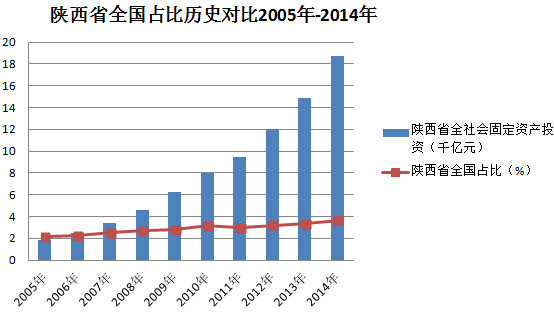 陕西省全国占比历史对比2005年-2014年
20
18
16
14
12
10
8
6
4
2
0
2005年
2006年
2007年
2008年
2009年
2010年
2011年
2012年
2013年
2014年
陕西省全社会固定资产投
资（千亿元）
陕西省全国占比（%）